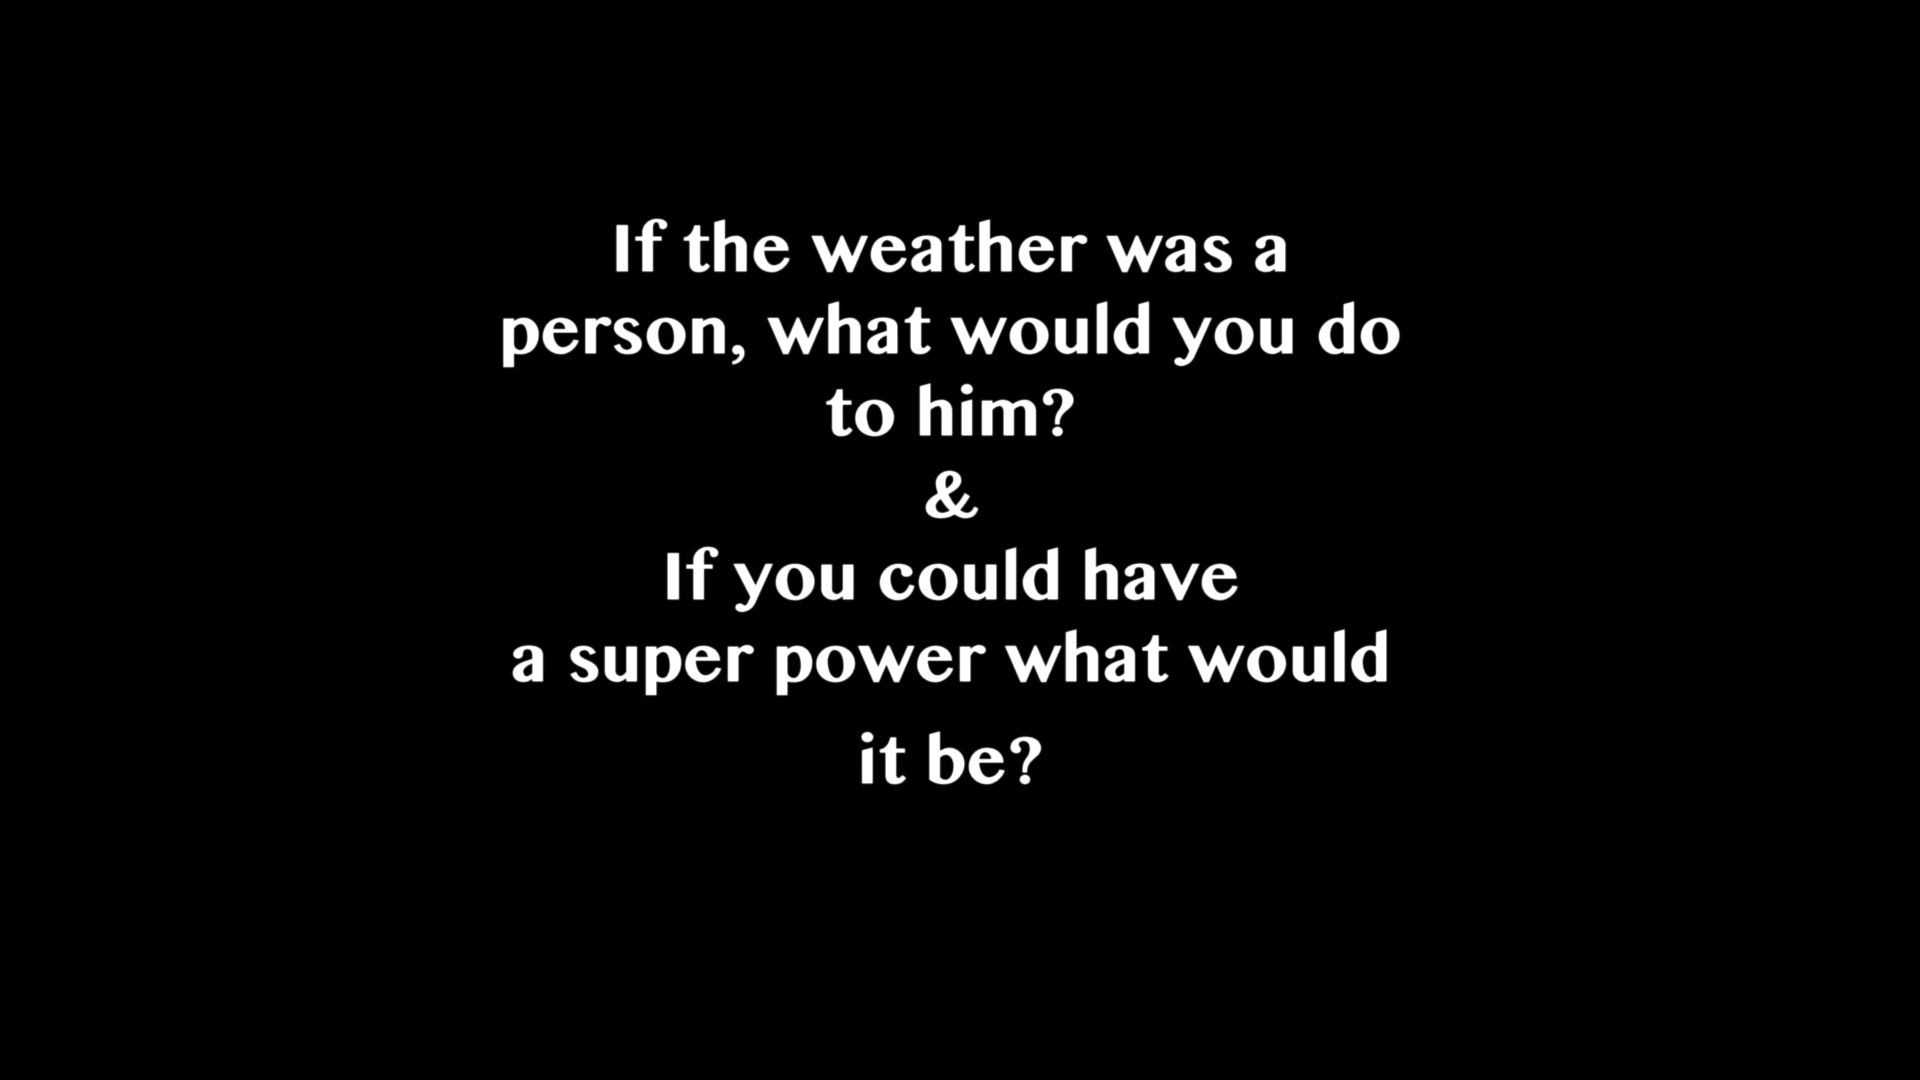 If the weather was a
person, what would you do
to him?
&
If you could have
a super power what would
it be?